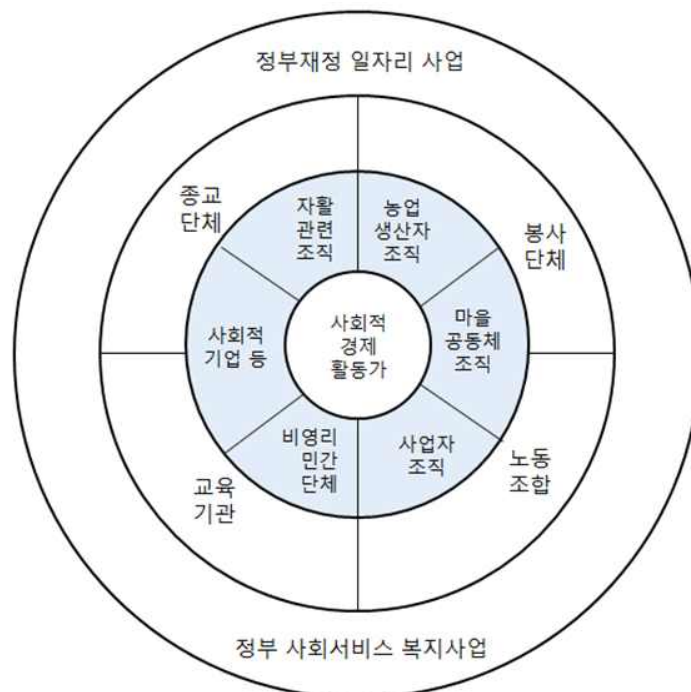 정부재정 일자리 사업
종교
단체
자활
관련
조직
농업
생산자
조직
봉사
단체
사회적
기업 등
사회적
경제
활동가
마을
공동체
조직
비영리
민간
단체
사업자
조직
교육
기관
노동
조합
정부 사회서비스 복지사업